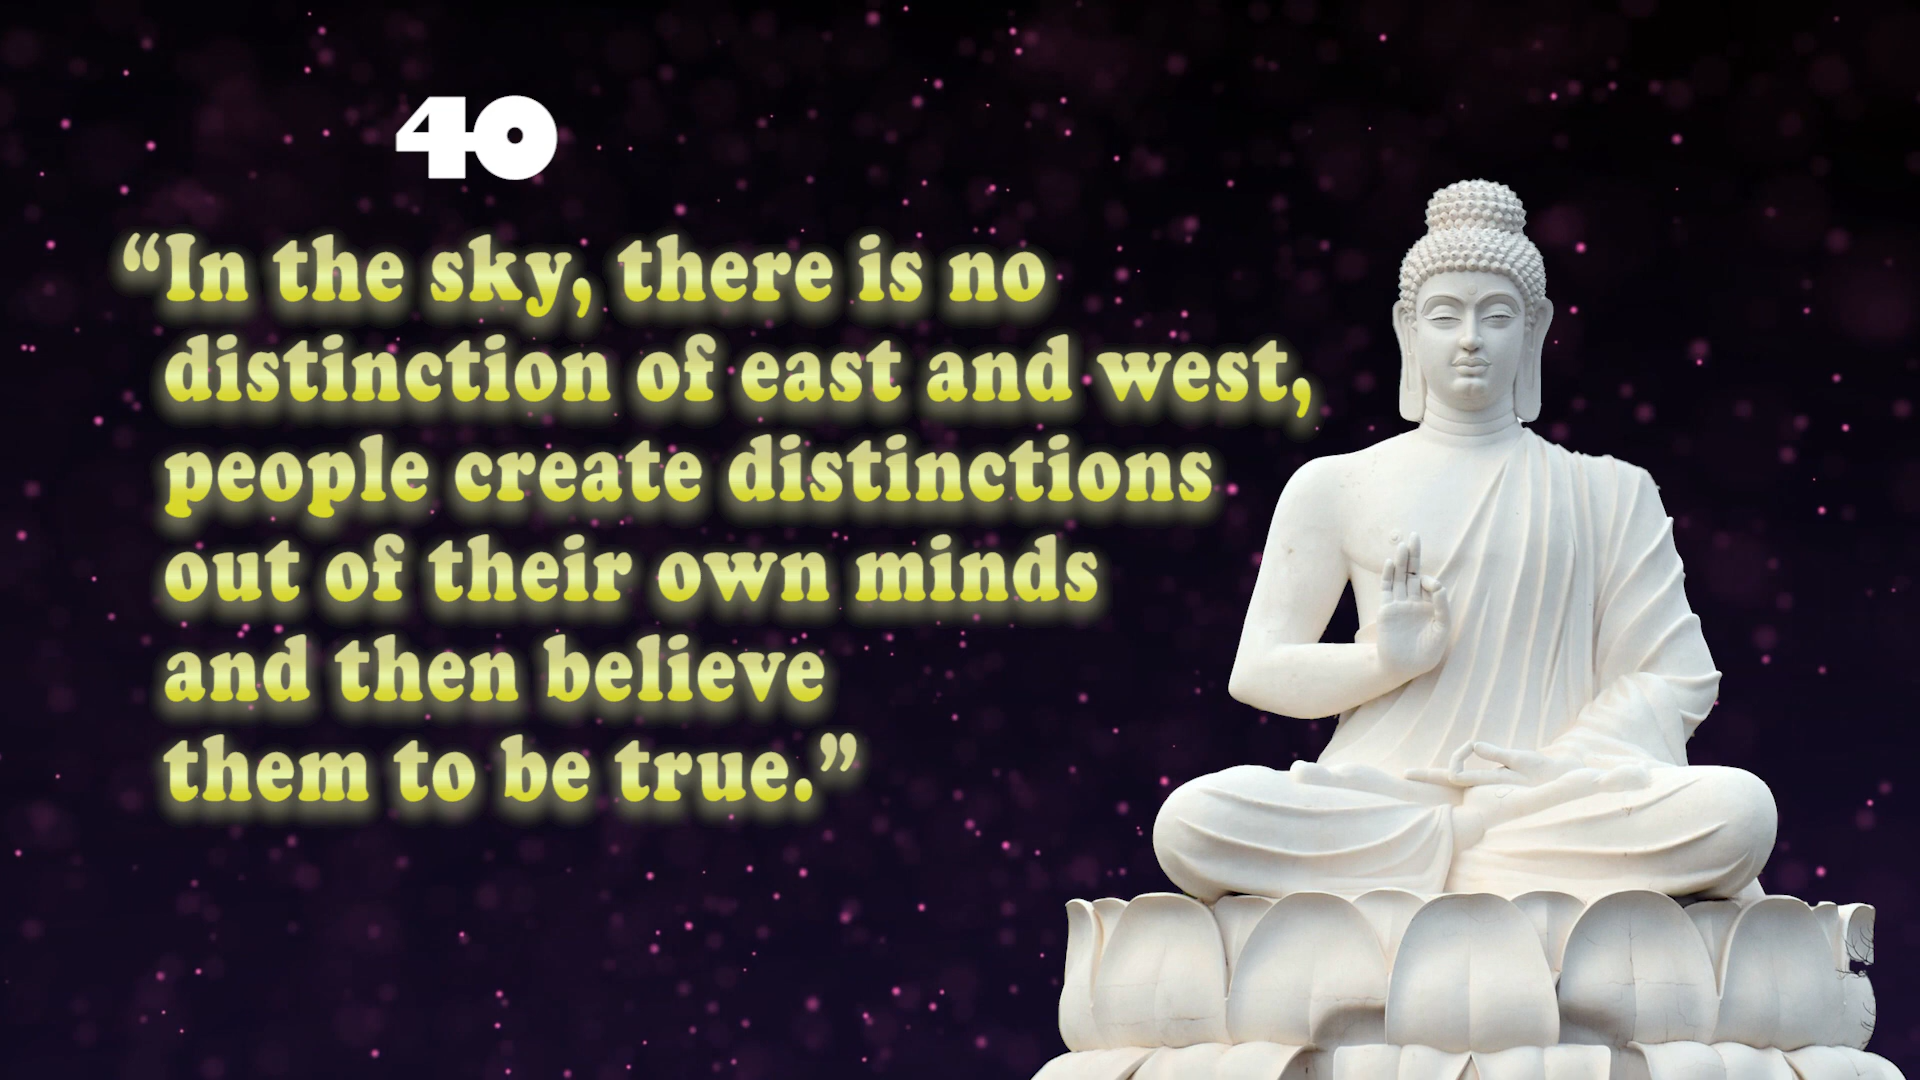 40
“In the sky, there is no
distinction of east and west,
people create distinctions
out of their own minds
and then believe
them to be true.”